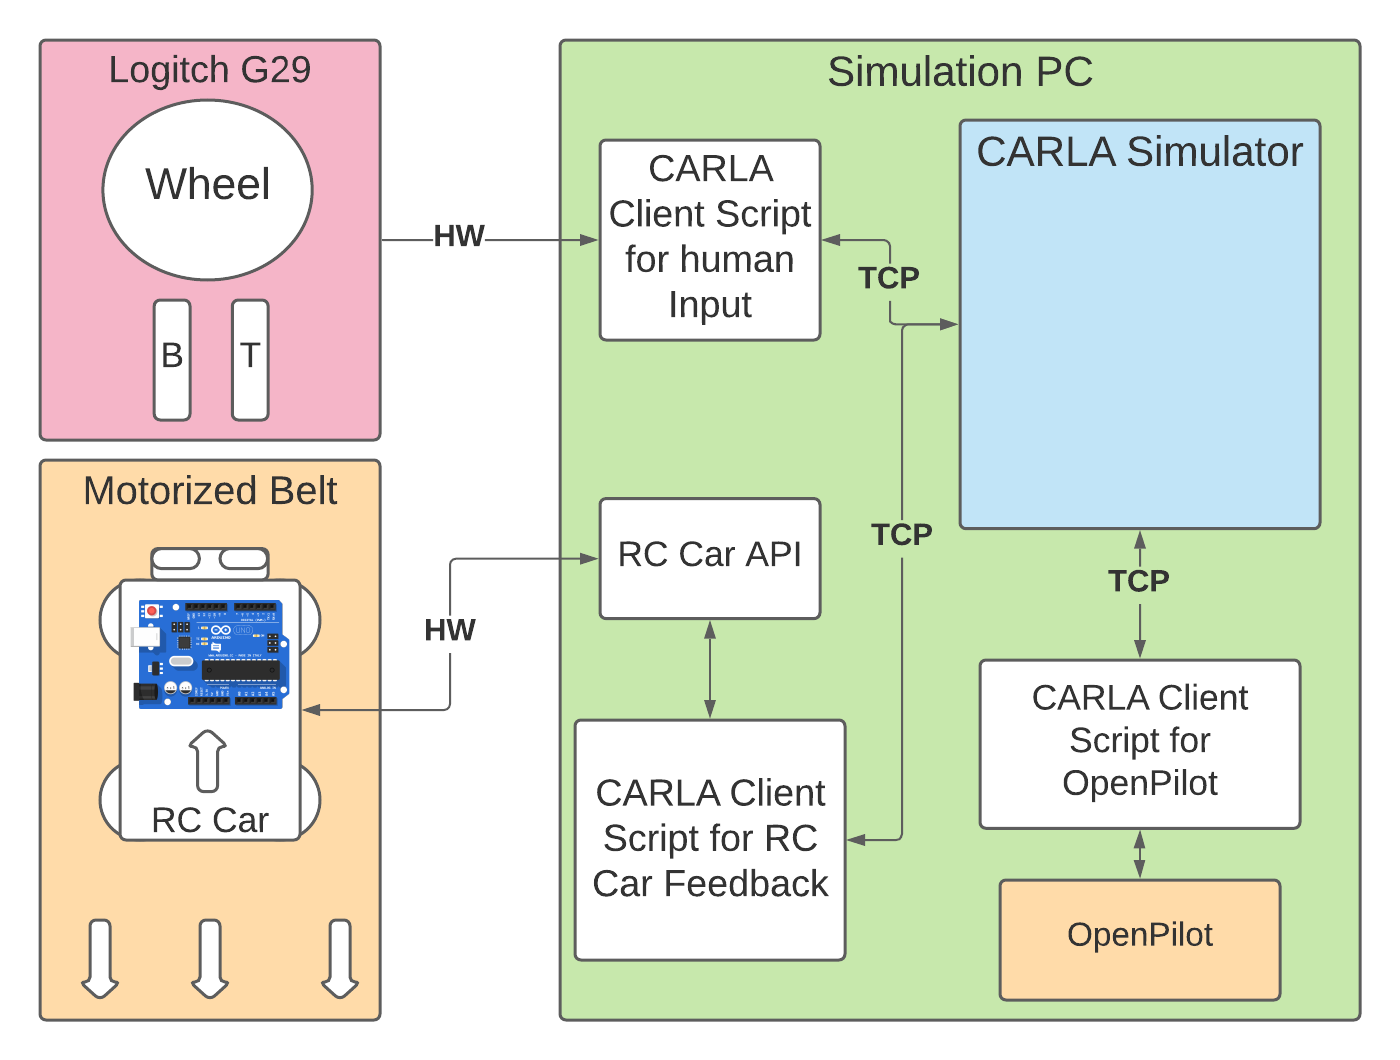 Logitch G29
Wheel
B
T
HW
Simulation PC
CARLA
Client Script
for human
Input
TCP
CARLA Simulator
Motorized Belt
UNO
ARDUINO
RC Car
HW
RC Car API
TCP
TCP
CARLA Client
Script for RC
Car Feedback
CARLA Client
Script for
OpenPilot
OpenPilot